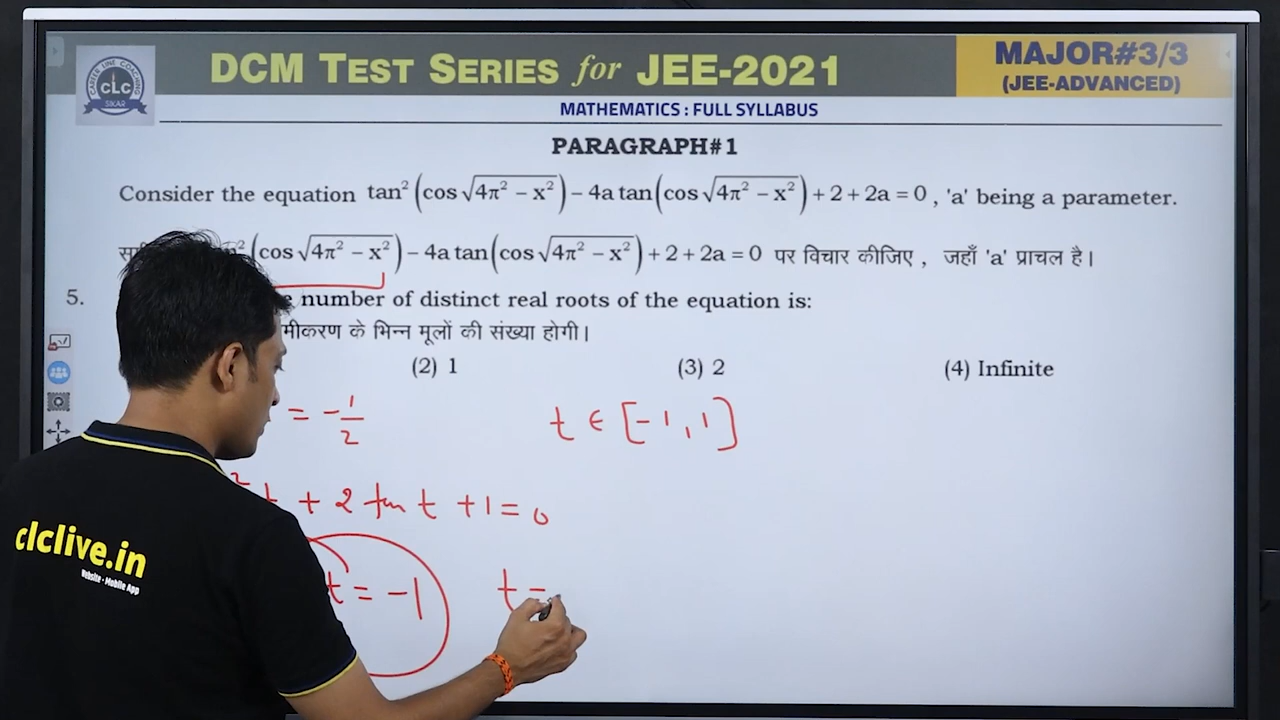 DCM TEST SERIES for JEE-2021
MAJOR#3/3
(JEE-ADVANCED)
CAREER LINE COACHING
CLC
SIKAR
MATHEMATICS : FULL SYLLABUS
PARAGRAPH#1
Consider the equation tan² (cos √4π² – x²) – 4a tan(cos √4π² – x²) + 2 + 2a = 0 , 'a' being a parameter.
(cos √4π² – x²) – 4a tan(cos √4π² – x²) + 2 + 2a = 0 पर विचार कीजिए , जहाँ 'a' प्राचल है।
5. number of distinct real roots of the equation is:
के भिन्न मूलों की संख्या होगी।
(2) 1 (3) 2 (4) Infinite
= -1/2 t ∈ [-1, 1]
t + 2 tan t + 1 = 0
t = -1 t =
clclive.in
Website • Mobile App